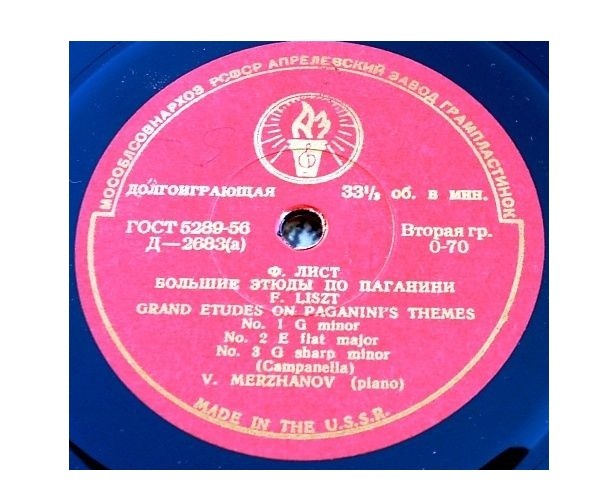 МОСОБЛСОВНАРХОЗ РСФСР АПРЕЛЕВСКИЙ ЗАВОД ГРАМПЛАСТИНОК
АЗ
ДОЛГОИГРАЮЩАЯ 33⅓ об. в мин.
ГОСТ 5289-56 Вторая гр.
Д—2683(а) 0-70
Ф. ЛИСТ
БОЛЬШИЕ ЭТЮДЫ ПО ПАГАНИНИ
F. LISZT
GRAND ETUDES ON PAGANINI'S THEMES
No. 1 G minor
No. 2 E flat major
No. 3 G sharp minor
(Campanella)
V. MERZHANOV (piano)
MADE IN THE U.S.S.R.